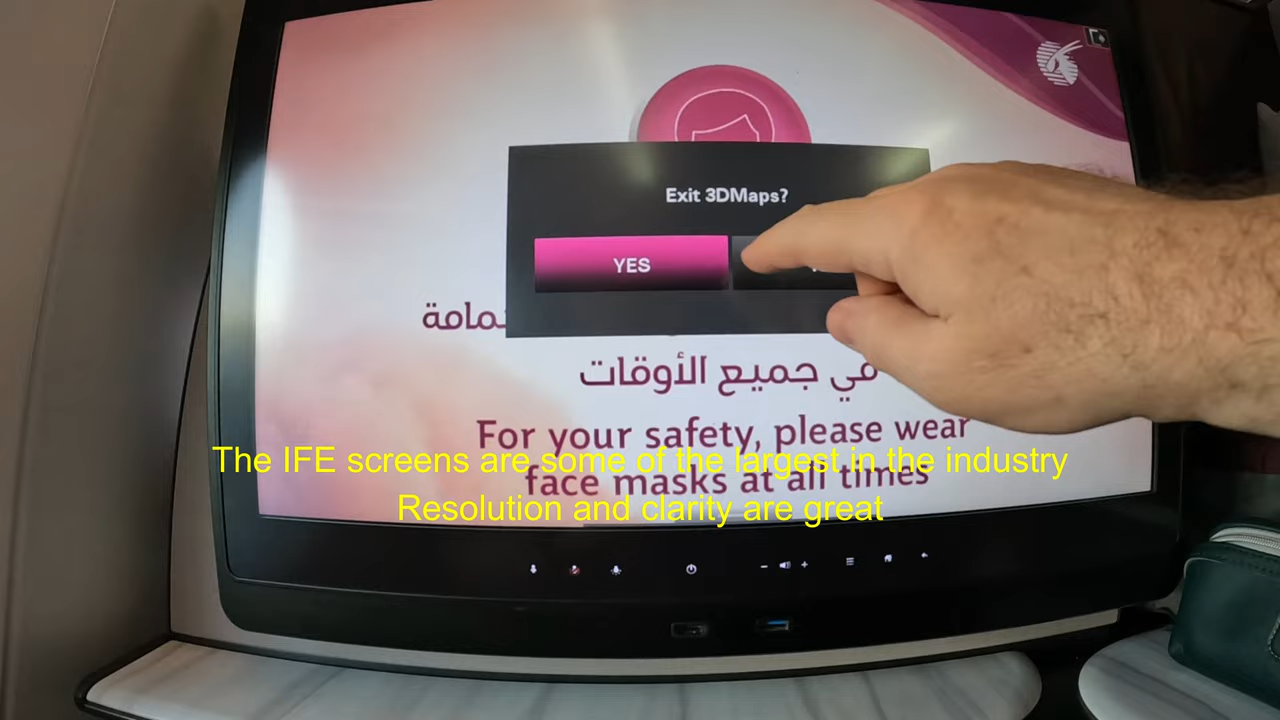 Exit 3DMaps?
YES
في جميع الأوقات
For your safety, please wear
face masks at all times
The IFE screens are some of the largest in the industry
Resolution and clarity are great